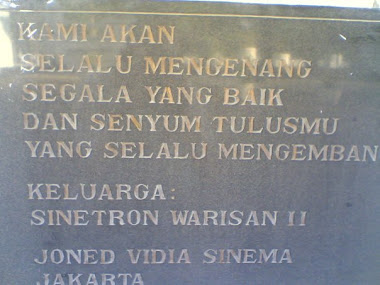 KAMI AKAN
SELALU MENGENANG
SEGALA YANG BAIK
DAN SENYUM TULUSMU
YANG SELALU MENGEMBAN
KELUARGA:
SINETRON WARISAN II
JONED VIDIA SINEMA
JAKARTA